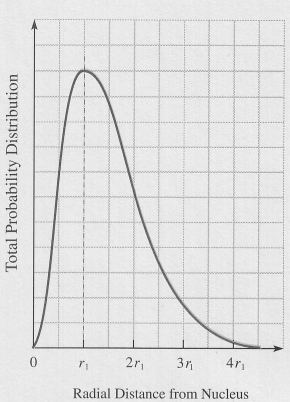 Total Probability Distribution
0 r₁ 2r₁ 3r₁ 4r₁
Radial Distance from Nucleus